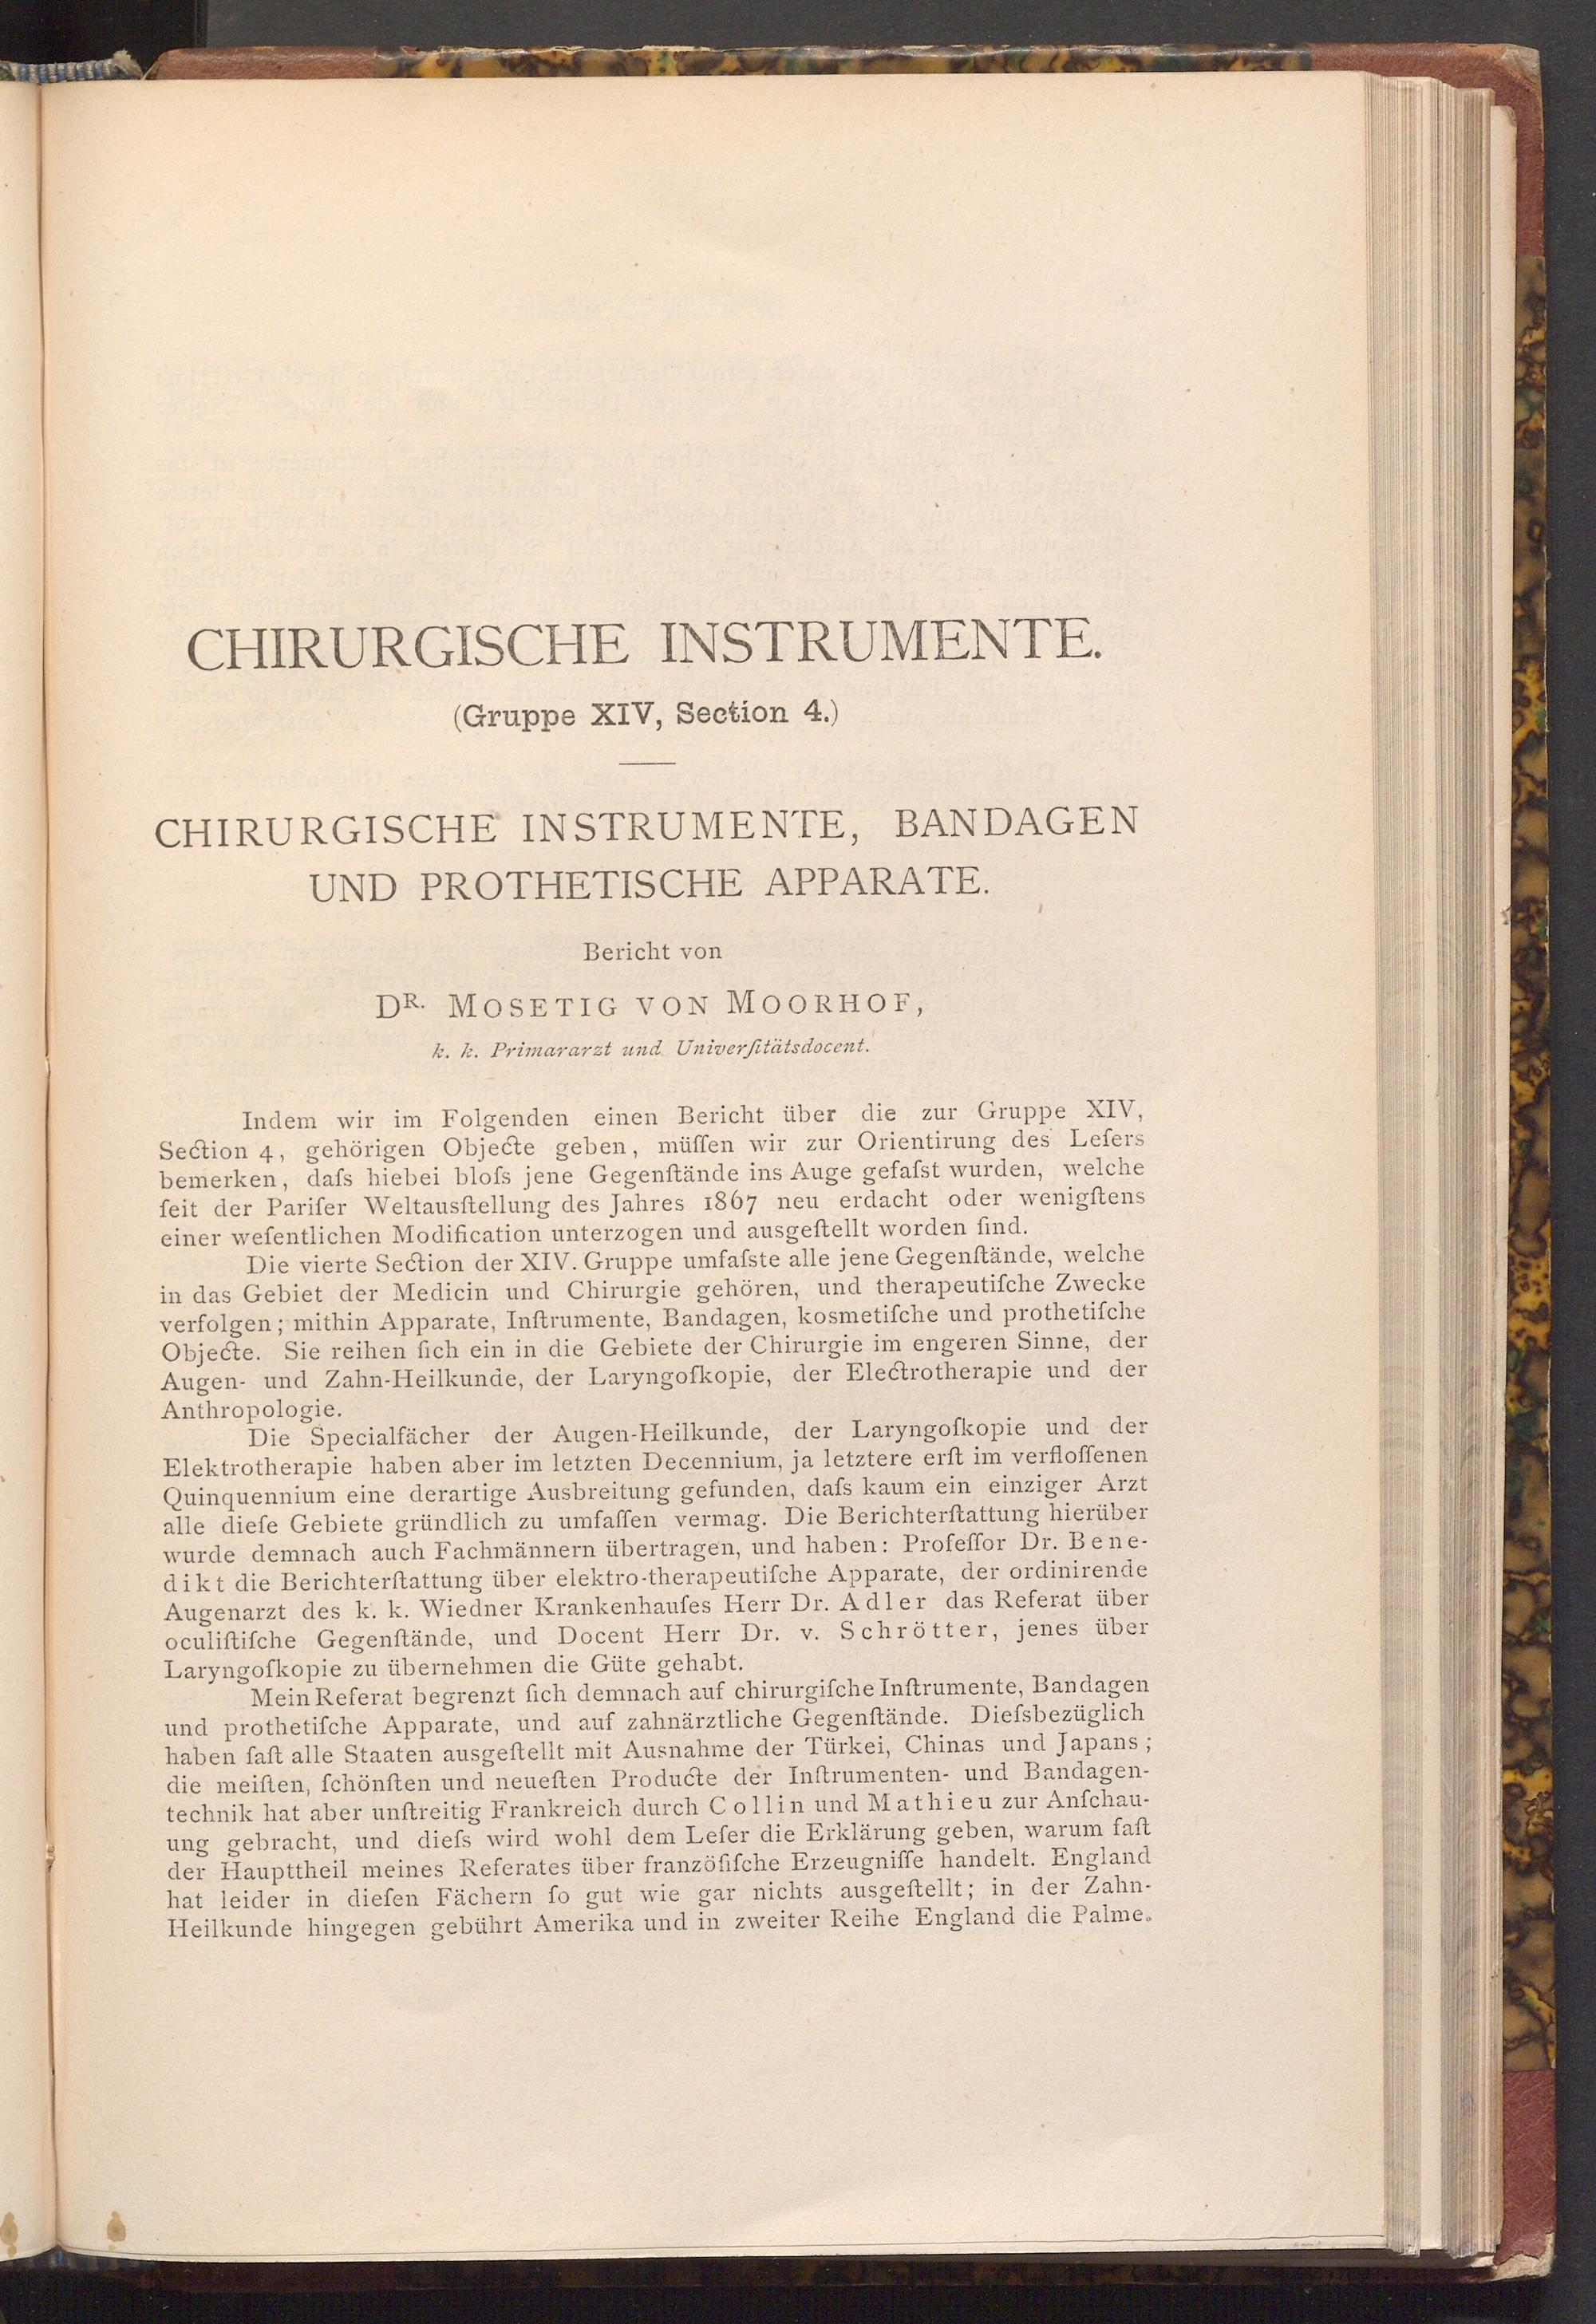 CHIRURGISCHE INSTRUMENTE.
(Gruppe XIV, Section 4.)
CHIRURGISCHE INSTRUMENTE, BANDAGEN
UND PROTHETISCHE APPARATE.
Bericht von
DR. MOSETIG VON MOORHOF,
k. k. Primararzt und Univerſitätsdocent.
Indem wir im Folgenden einen Bericht über die zur Gruppe XIV,
Section 4, gehörigen Objecte geben, müſſen wir zur Orientirung des Leſers
bemerken, daſs hiebei bloſs jene Gegenſtände ins Auge gefaſst wurden, welche
ſeit der Pariſer Weltausſtellung des Jahres 1867 neu erdacht oder wenigſtens
einer weſentlichen Modification unterzogen und ausgeſtellt worden ſind.
Die vierte Section der XIV. Gruppe umfaſste alle jene Gegenſtände, welche
in das Gebiet der Medicin und Chirurgie gehören, und therapeutiſche Zwecke
verfolgen; mithin Apparate, Inſtrumente, Bandagen, kosmetiſche und prothetiſche
Objecte. Sie reihen ſich ein in die Gebiete der Chirurgie im engeren Sinne, der
Augen- und Zahn-Heilkunde, der Laryngoſkopie, der Electrotherapie und der
Anthropologie.
Die Specialfächer der Augen-Heilkunde, der Laryngoſkopie und der
Elektrotherapie haben aber im letzten Decennium, ja letztere erſt im verfloſſenen
Quinquennium eine derartige Ausbreitung gefunden, daſs kaum ein einziger Arzt
alle dieſe Gebiete gründlich zu umfaſſen vermag. Die Berichterſtattung hierüber
wurde demnach auch Fachmännern übertragen, und haben: Profeſſor Dr. Bene-
dikt die Berichterſtattung über elektro-therapeutiſche Apparate, der ordinirende
Augenarzt des k. k. Wiedner Krankenhauſes Herr Dr. Adler das Referat über
oculiſtiſche Gegenſtände, und Docent Herr Dr. v. Schrötter, jenes über
Laryngoſkopie zu übernehmen die Güte gehabt.
Mein Referat begrenzt ſich demnach auf chirurgiſche Inſtrumente, Bandagen
und prothetiſche Apparate, und auf zahnärztliche Gegenſtände. Dieſsbezüglich
haben faſt alle Staaten ausgeſtellt mit Ausnahme der Türkei, Chinas und Japans;
die meiſten, ſchönſten und neueſten Producte der Inſtrumenten- und Bandagen-
technik hat aber unſtreitig Frankreich durch Collin und Mathieu zur Anſchau-
ung gebracht, und dieſs wird wohl dem Leſer die Erklärung geben, warum faſt
der Haupttheil meines Referates über franzöſiſche Erzeugniſſe handelt. England
hat leider in dieſen Fächern ſo gut wie gar nichts ausgeſtellt; in der Zahn-
Heilkunde hingegen gebührt Amerika und in zweiter Reihe England die Palme.